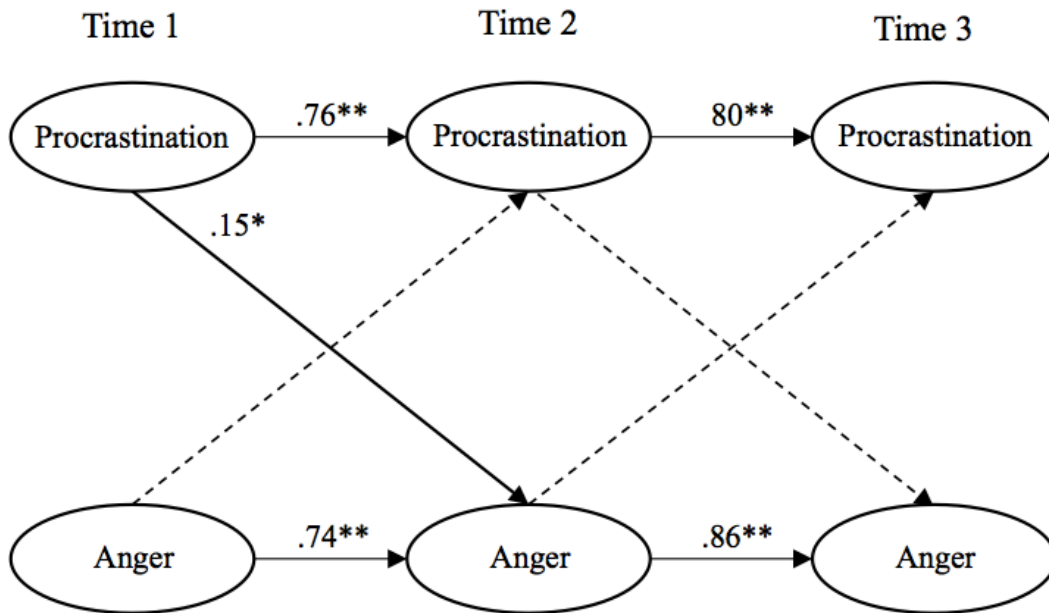 Time 1
Time 2
Time 3
Procrastination
.76**
Procrastination
80**
Procrastination
.15*
Anger
.74**
Anger
.86**
Anger